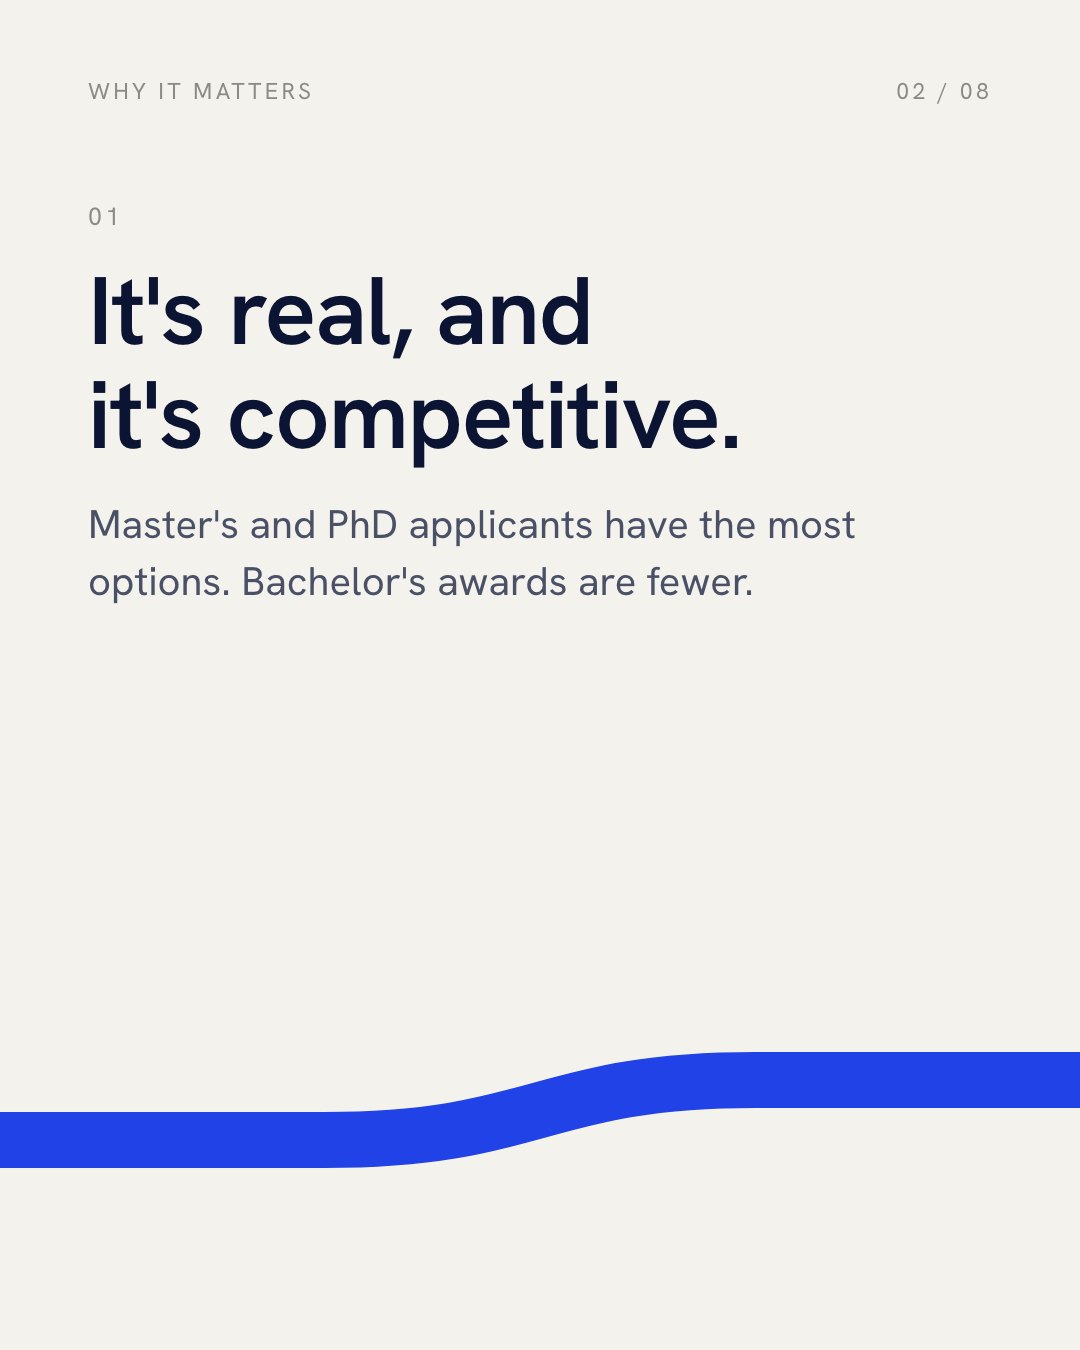 WHY IT MATTERS
02 / 08
01
It's real, and
it's competitive.
Master's and PhD applicants have the most
options. Bachelor's awards are fewer.